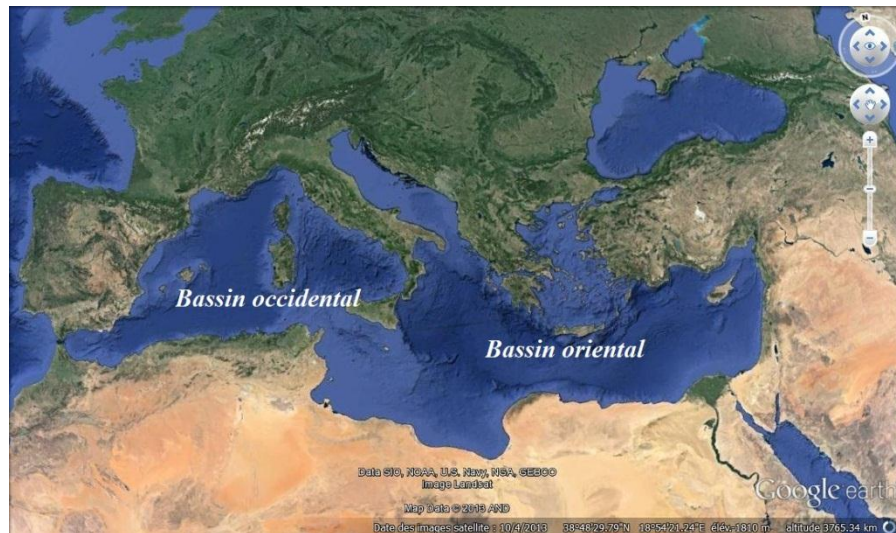 N
Bassin occidental
Bassin oriental
Data SIO, NOAA, U.S. Navy, NGA, GEBCO
Image Landsat
Map Data © 2013 AND
Google earth
Date des images satellite : 10/4/2013 38°48'29.79"N 18°54'21.24"E élév.-1810 m altitude 3765.34 km